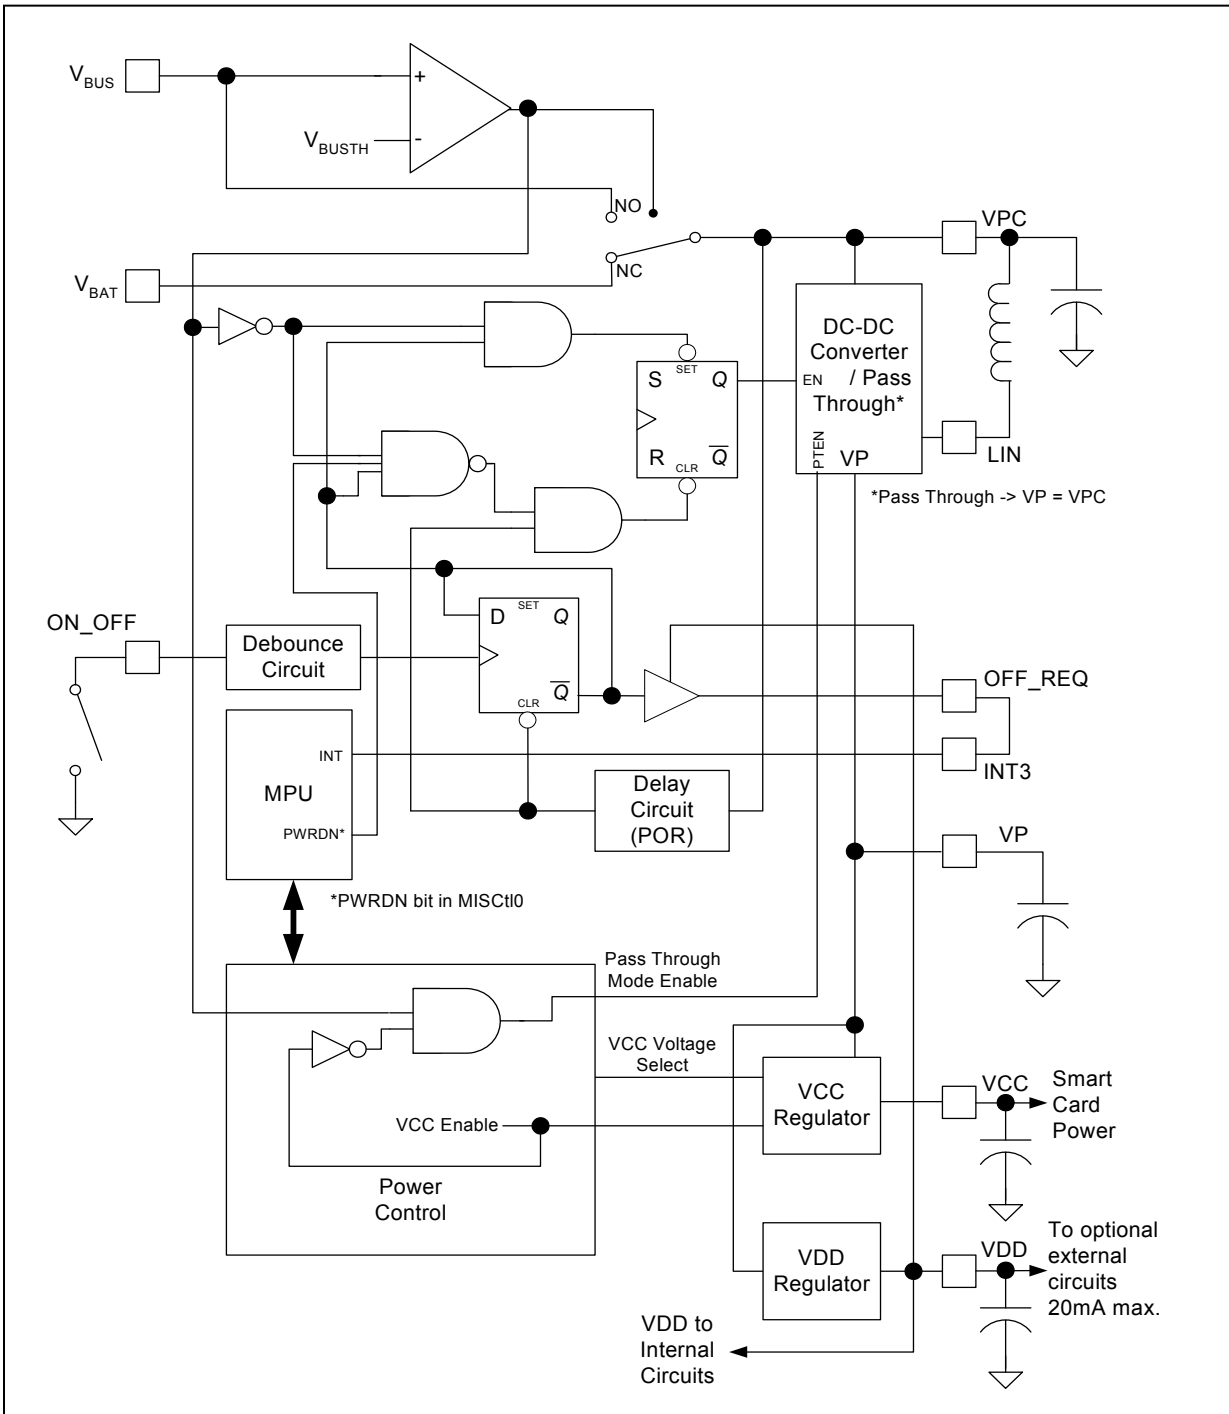 V_BUS
+
-
V_BUSTH
-
NO
VPC
NC
V_BAT
DC-DC
Converter
/ Pass
Through*
EN
PTEN
VP
S
SET
Q
R
CLR
Q
LIN
*Pass Through -> VP = VPC
ON_OFF
Debounce
Circuit
D
SET
Q
CLR
Q
OFF_REQ
INT3
MPU
INT
PWRDN*
Delay
Circuit
(POR)
VP
*PWRDN bit in MISCtl0
Pass Through
Mode Enable
VCC Voltage
Select
VCC Enable
Power
Control
VCC
Regulator
VCC
Smart
Card
Power
VDD
Regulator
VDD
To optional
external
circuits
20mA max.
VDD to
Internal
Circuits